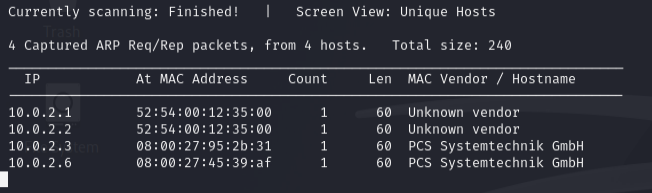 Currently scanning: Finished!   |   Screen View: Unique Hosts
Trash
4 Captured ARP Req/Rep packets, from 4 hosts.   Total size: 240
IP            At MAC Address     Count     Len  MAC Vendor / Hostname
10.0.2.1        52:54:00:12:35:00      1      60  Unknown vendor
10.0.2.2        52:54:00:12:35:00      1      60  Unknown vendor
10.0.2.3        08:00:27:95:2b:31      1      60  PCS Systemtechnik GmbH
10.0.2.6        08:00:27:45:39:af      1      60  PCS Systemtechnik GmbH